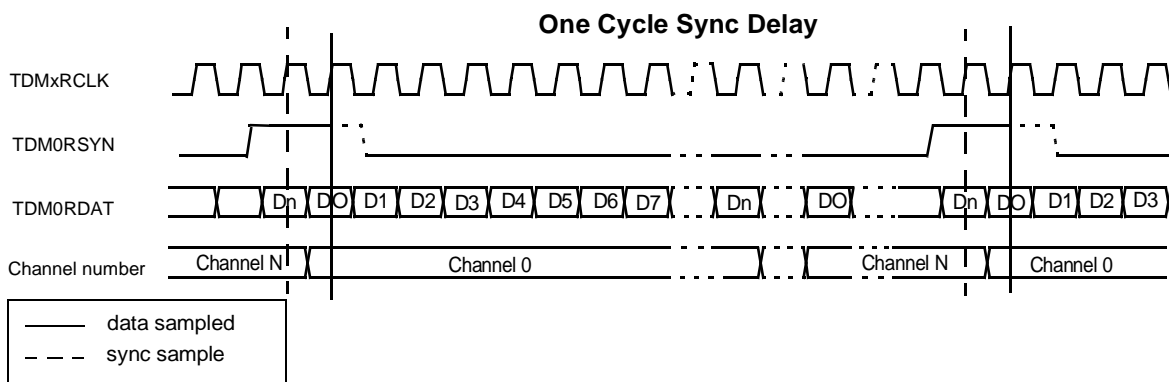 One Cycle Sync Delay
TDMxRCLK
TDM0RSYN
TDM0RDAT
Dn DO D1 D2 D3 D4 D5 D6 D7 Dn DO Dn DO D1 D2 D3
Channel number
Channel N Channel 0 Channel N Channel 0
data sampled
sync sample